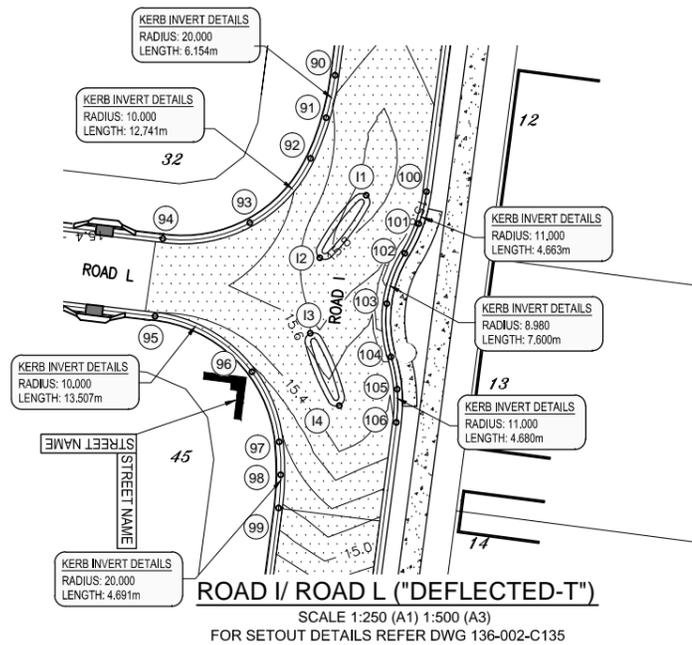 KERB INVERT DETAILS
RADIUS: 20.000
LENGTH: 6.154m
90
91
KERB INVERT DETAILS
RADIUS: 10.000
LENGTH: 12.741m
12
92
32
I1
100
93
101
KERB INVERT DETAILS
RADIUS: 11.000
LENGTH: 4.663m
94
15.4
15.8
102
I2
ROAD L
ROAD I
103
KERB INVERT DETAILS
RADIUS: 8.980
LENGTH: 7.600m
95
I3
15.6
104
KERB INVERT DETAILS
RADIUS: 10.000
LENGTH: 13.507m
96
15.4
105
13
I4
106
KERB INVERT DETAILS
RADIUS: 11.000
LENGTH: 4.680m
STREET NAME
STREET NAME
45
97
98
99
15.0
14
KERB INVERT DETAILS
RADIUS: 20.000
LENGTH: 4.691m
ROAD I/ ROAD L ("DEFLECTED-T")
SCALE 1:250 (A1) 1:500 (A3)
FOR SETOUT DETAILS REFER DWG 136-002-C135